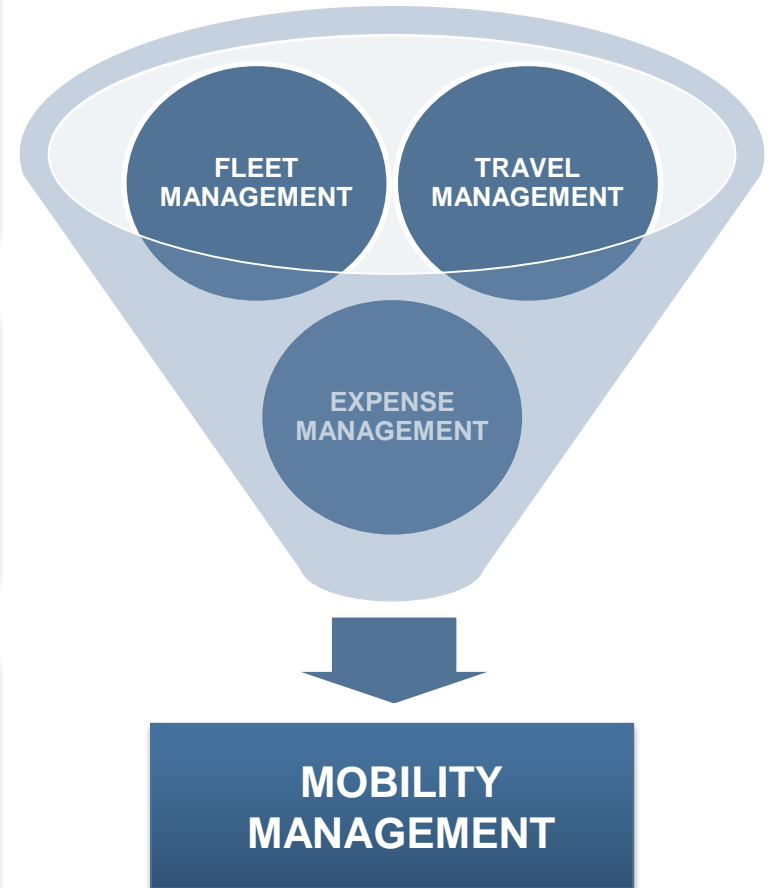 FLEET
MANAGEMENT
TRAVEL
MANAGEMENT
EXPENSE
MANAGEMENT
MOBILITY
MANAGEMENT